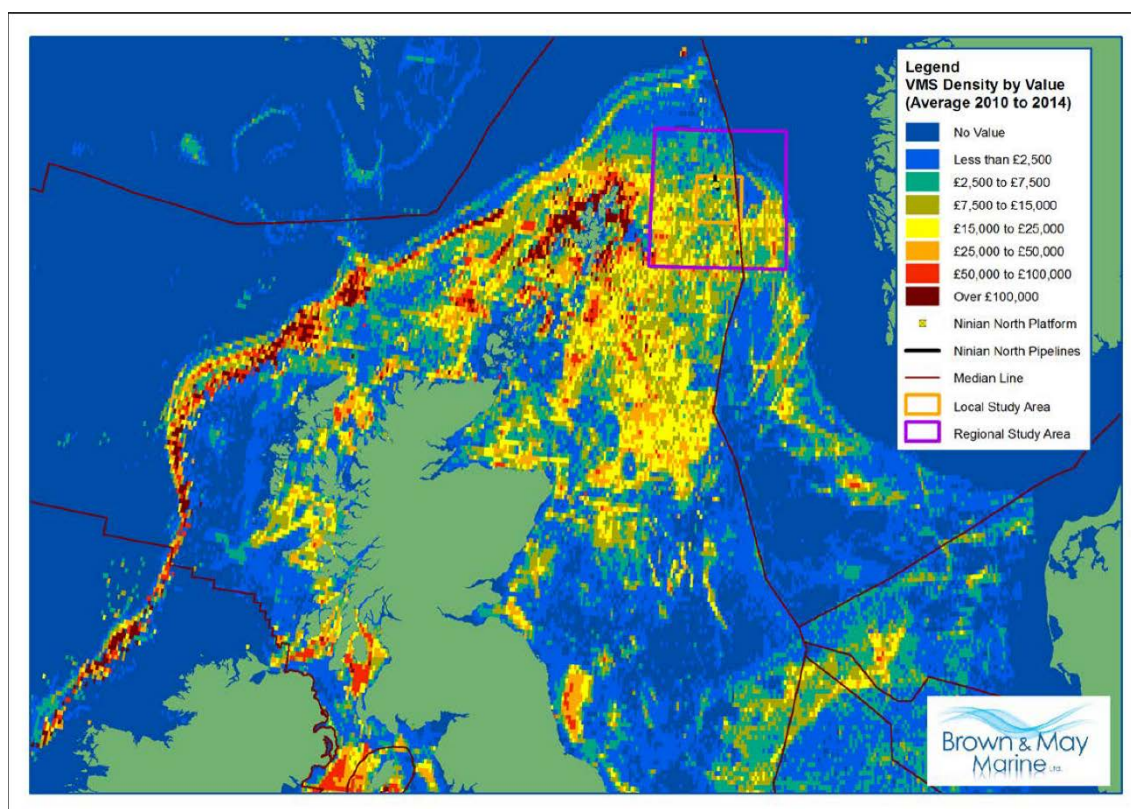 Legend
VMS Density by Value
(Average 2010 to 2014)
No Value
Less than £2,500
£2,500 to £7,500
£7,500 to £15,000
£15,000 to £25,000
£25,000 to £50,000
£50,000 to £100,000
Over £100,000
Ninian North Platform
Ninian North Pipelines
Median Line
Local Study Area
Regional Study Area
Brown & May
Marine Ltd.